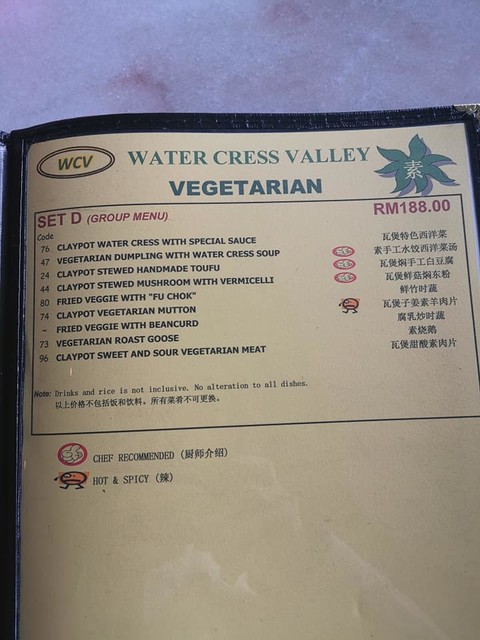 WCV
WATER CRESS VALLEY
素
VEGETARIAN
SET D (GROUP MENU)
RM188.00
Code
76 CLAYPOT WATER CRESS WITH SPECIAL SAUCE 瓦煲特色西洋菜
47 VEGETARIAN DUMPLING WITH WATER CRESS SOUP 素手工水饺西洋菜汤
24 CLAYPOT STEWED HANDMADE TOUFU 瓦煲焖手工白豆腐
44 CLAYPOT STEWED MUSHROOM WITH VERMICELLI 瓦煲鲜菇焖冬粉
80 FRIED VEGGIE WITH "FU CHOK" 鲜竹时蔬
74 CLAYPOT VEGETARIAN MUTTON 瓦煲子姜素羊肉片
- FRIED VEGGIE WITH BEANCURD 腐乳炒时蔬
73 VEGETARIAN ROAST GOOSE 素烧鹅
96 CLAYPOT SWEET AND SOUR VEGETARIAN MEAT 瓦煲甜酸素肉片
Note: Drinks and rice is not inclusive. No alteration to all dishes.
以上价格不包括饭和饮料。所有菜肴不可更换。
CHEF RECOMMENDED (厨师介绍)
HOT & SPICY (辣)